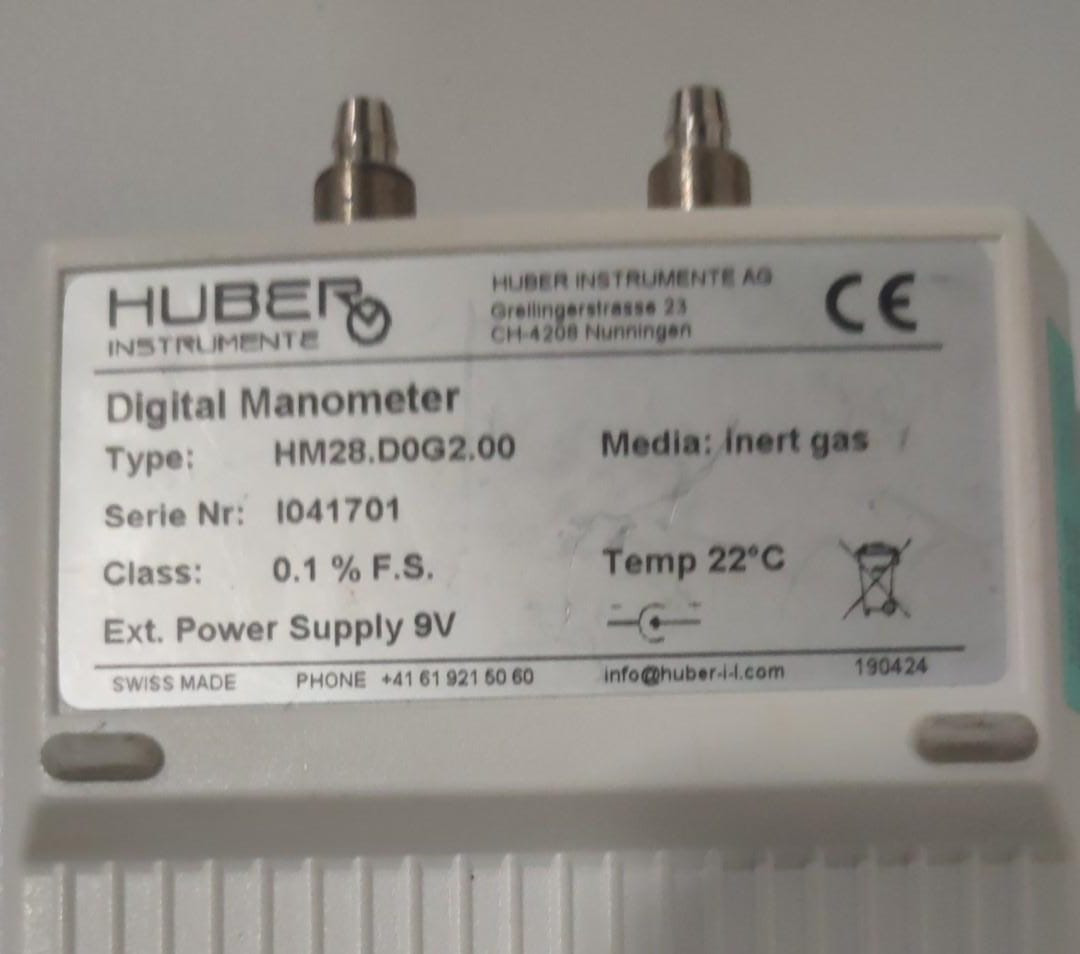 HUBER
INSTRUMENTE
HUBER INSTRUMENTE AG
Grellingerstrasse 23
CH-4208 Nunningen
CE
Digital Manometer
Type: HM28.D0G2.00 Media: inert gas
Serie Nr: I041701
Class: 0.1 % F.S. Temp 22°C
Ext. Power Supply 9V
SWISS MADE PHONE +41 61 921 50 60 info@huber-i-l.com 190424